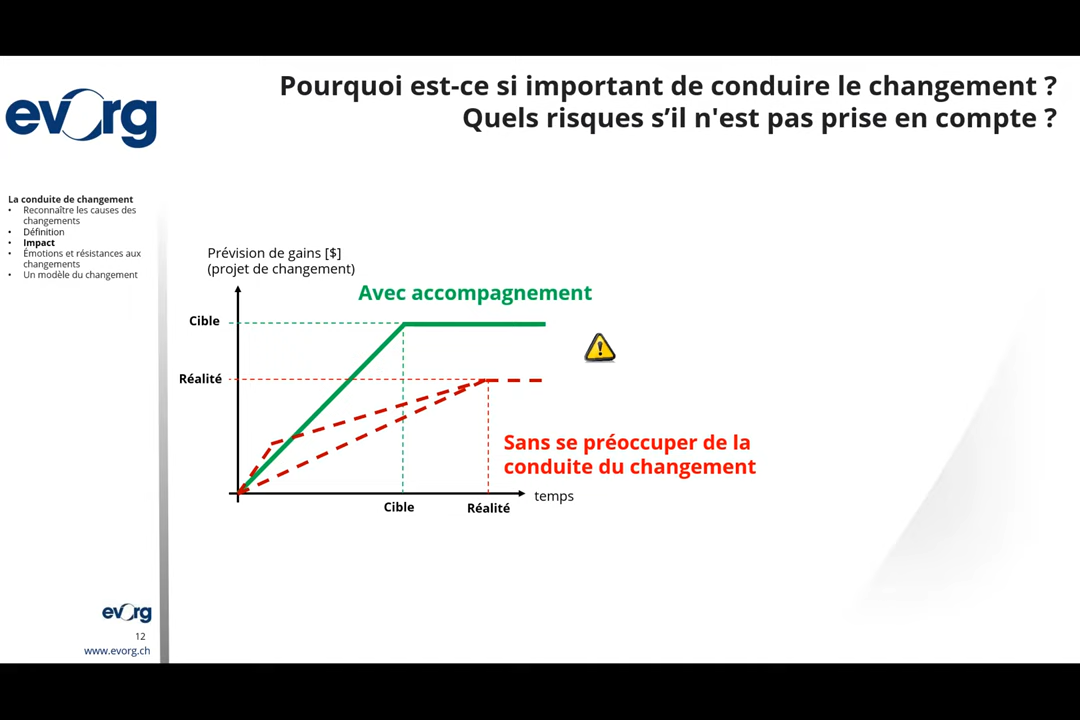 Pourquoi est-ce si important de conduire le changement ?
Quels risques s’il n'est pas prise en compte ?
evorg
La conduite de changement
• Reconnaître les causes des
changements
• Définition
• Impact
• Émotions et résistances aux
changements
• Un modèle du changement
Prévision de gains [$]
(projet de changement)
Avec accompagnement
Cible
Réalité
Sans se préoccuper de la
conduite du changement
temps
Cible
Réalité
evorg
12
www.evorg.ch